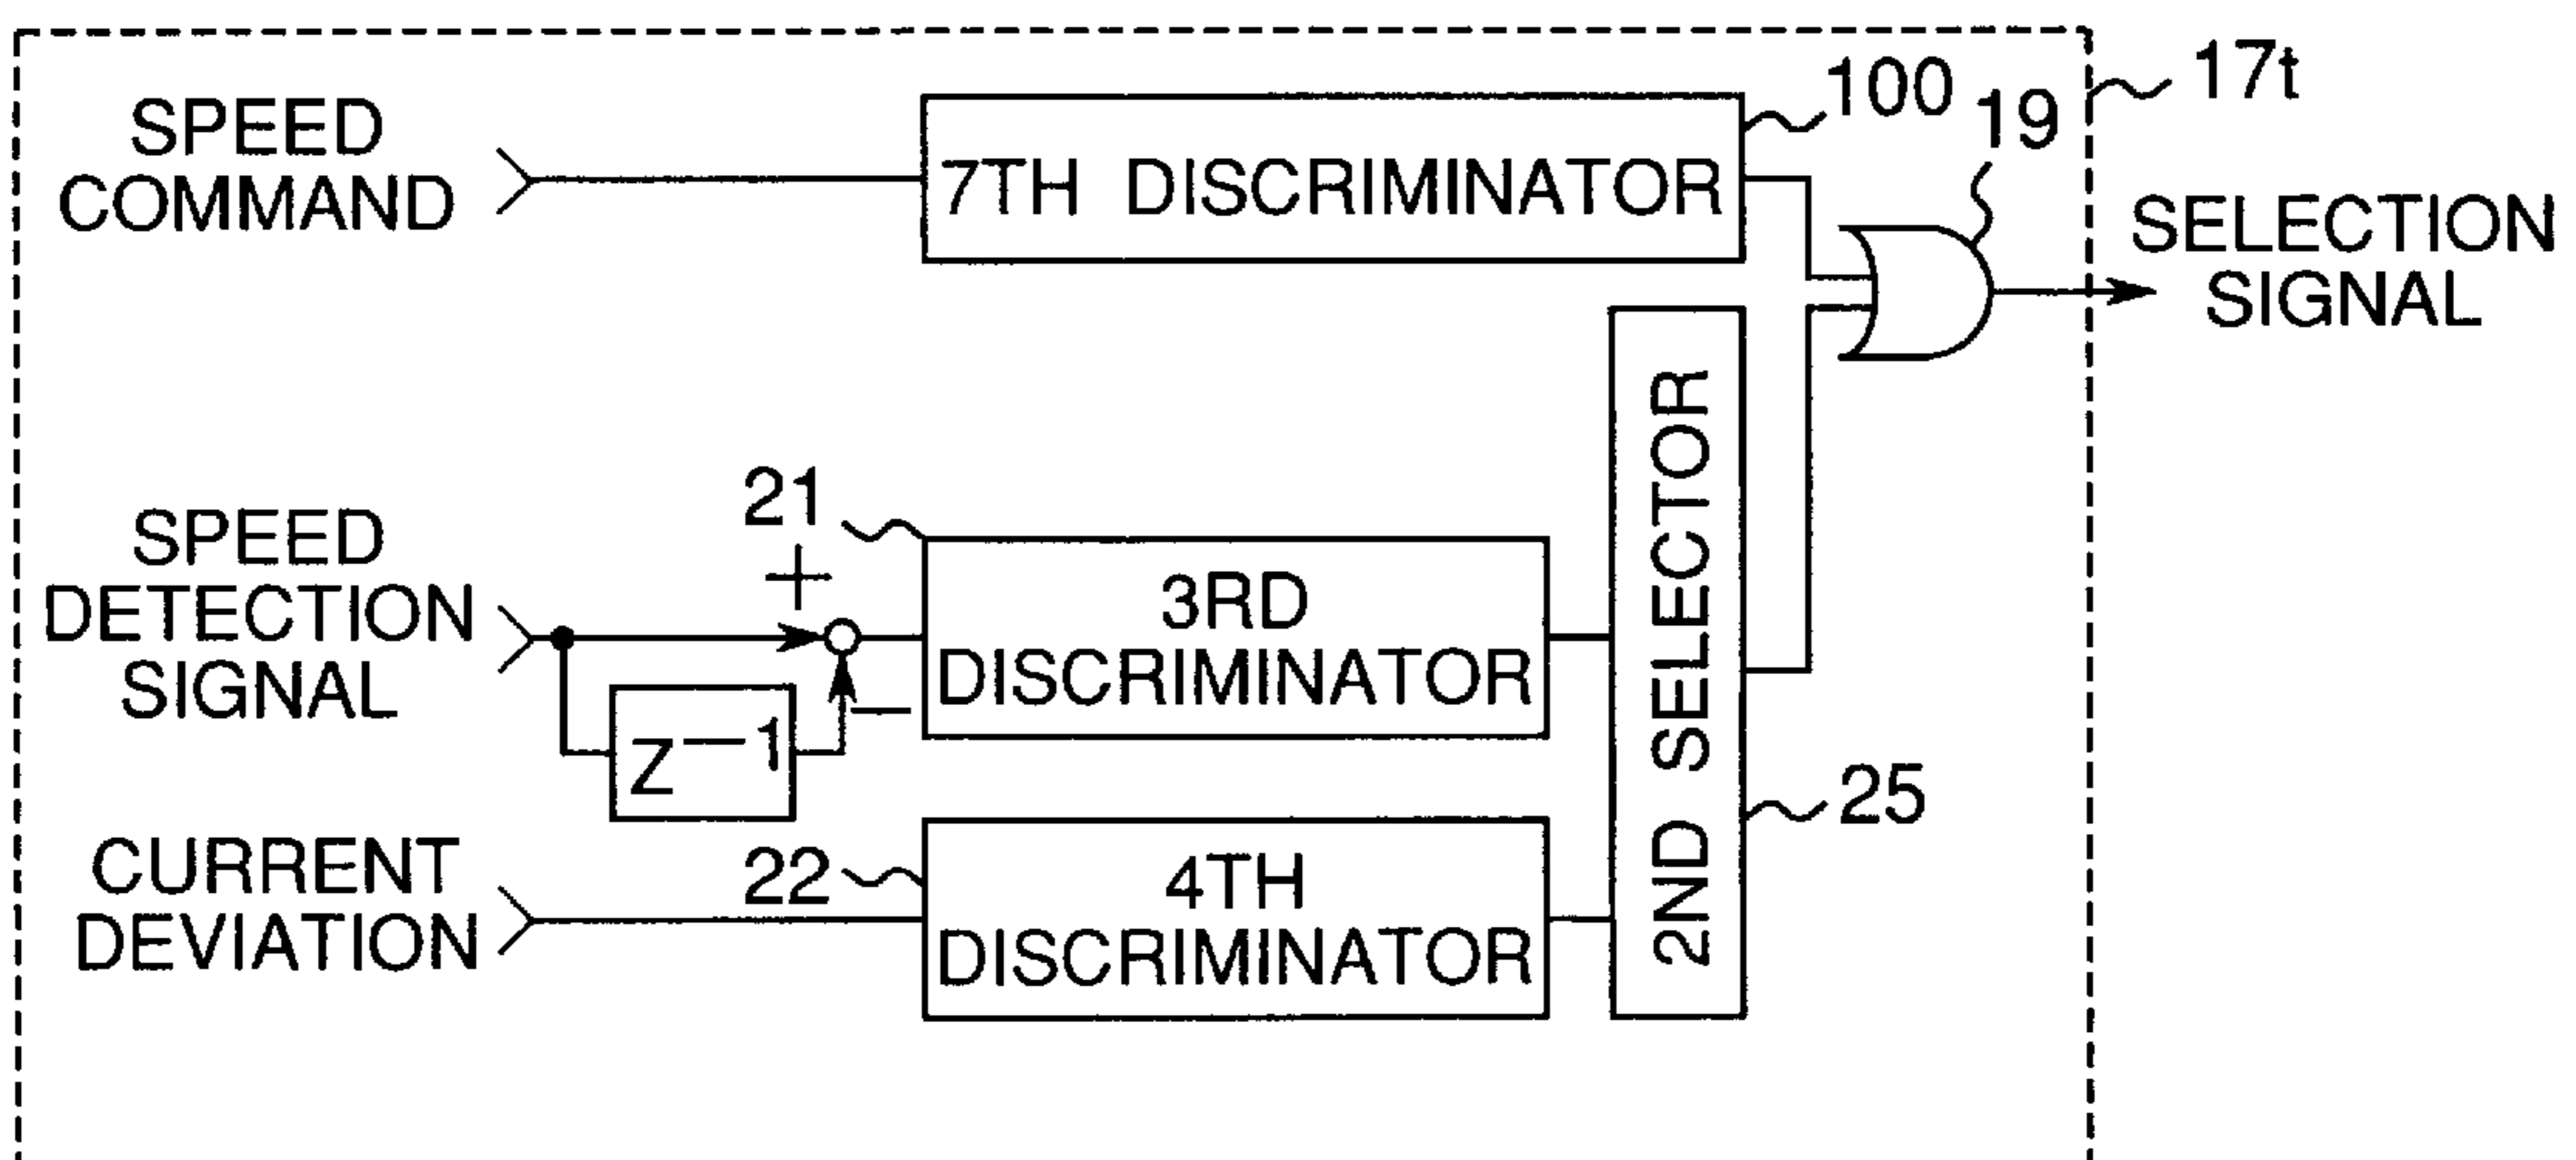 SPEED
COMMAND
7TH DISCRIMINATOR
100
19
17t
SELECTION
SIGNAL
SPEED
DETECTION
SIGNAL
+
−
Z−1
21
3RD
DISCRIMINATOR
2ND SELECTOR
25
CURRENT
DEVIATION
22
4TH
DISCRIMINATOR